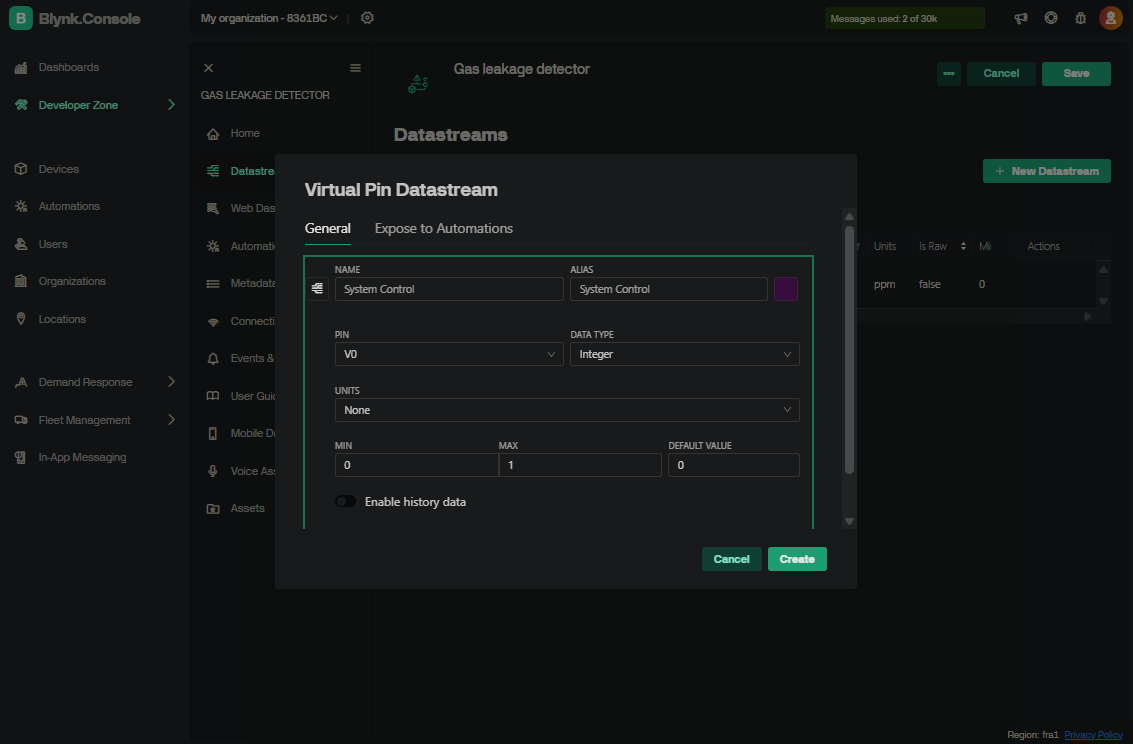 B Blynk.Console
My organization - 8361BC
Messages used: 2 of 30k
Dashboards
Developer Zone
Devices
Automations
Users
Organizations
Locations
Demand Response
Fleet Management
In-App Messaging
GAS LEAKAGE DETECTOR
Home
Datastre
Web Das
Automati
Metadata
Connecti
Events &
User Guid
Mobile D
Voice Ass
Assets
Gas leakage detector
Cancel
Save
Datastreams
+ New Datastream
Units Is Raw Mi Actions
ppm false 0
Virtual Pin Datastream
General Expose to Automations
NAME ALIAS
System Control System Control
PIN DATA TYPE
V0 Integer
UNITS
None
MIN MAX DEFAULT VALUE
0 1 0
Enable history data
Cancel Create
Region: fra1 Privacy Policy